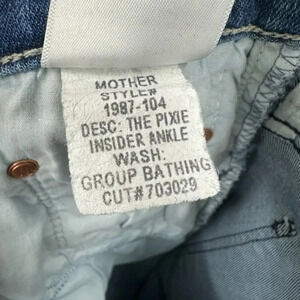 MOTHER
STYLE#
1987-104
DESC: THE PIXIE
INSIDER ANKLE
WASH:
GROUP BATHING
CUT#703029